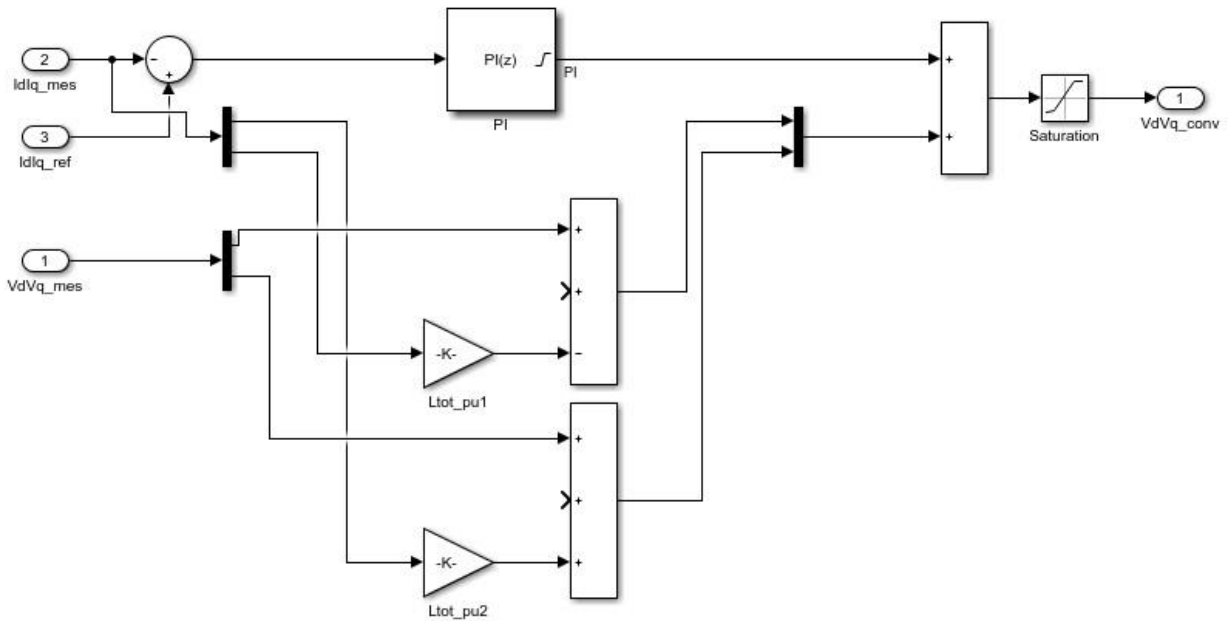 2
IdIq_mes
-
+
PI(z)
PI
PI
+
+
Saturation
1
VdVq_conv
3
IdIq_ref
1
VdVq_mes
+
+
-K-
-
Ltot_pu1
+
+
-K-
+
Ltot_pu2